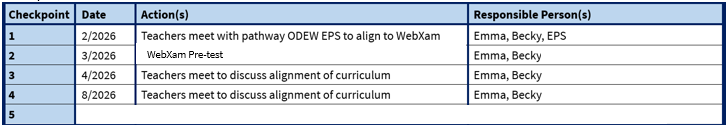 Checkpoint Date Action(s) Responsible Person(s)
1 2/2026 Teachers meet with pathway ODEW EPS to align to WebXam Emma, Becky, EPS
2 3/2026 WebXam Pre-test Emma, Becky
3 4/2026 Teachers meet to discuss alignment of curriculum Emma, Becky
4 8/2026 Teachers meet to discuss alignment of curriculum Emma, Becky
5